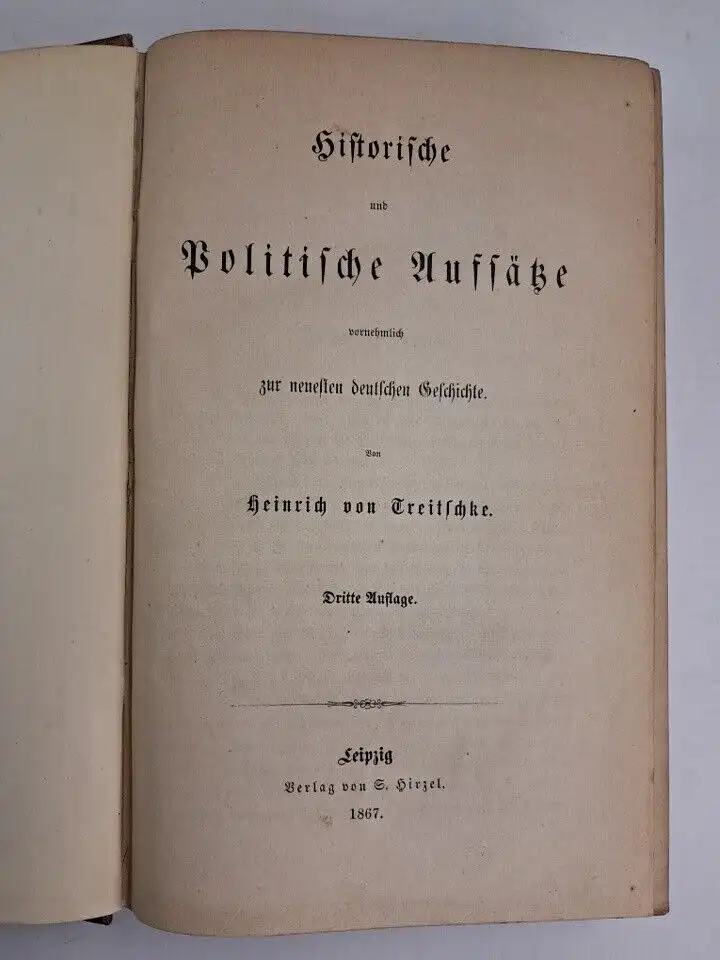 Hiſtoriſche
und
Politiſche Aufſätze
vornehmlich
zur neueſten deutſchen Geſchichte.
Von
Heinrich von Treitſchke.
Dritte Auflage.
Leipzig
Verlag von S. Hirzel.
1867.